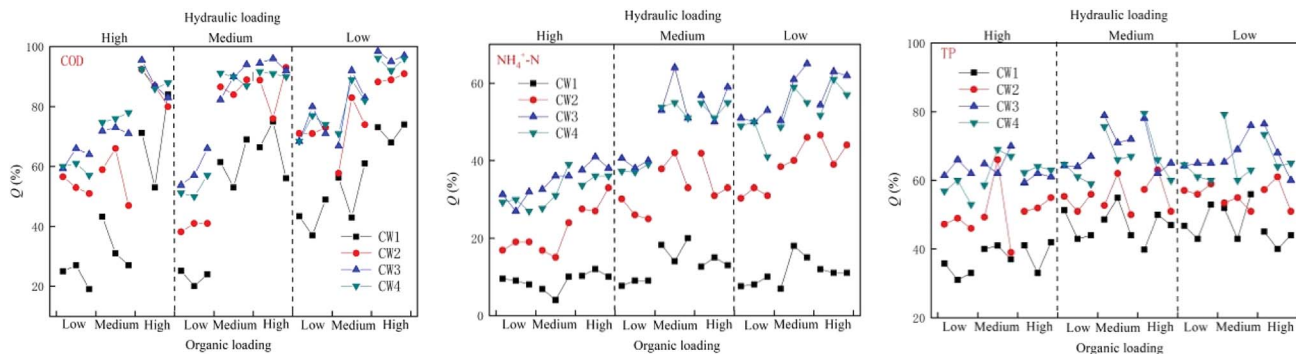 Hydraulic loading
High Medium Low
COD
100
80
60
40
20
Q (%)
CW1
CW2
CW3
CW4
Low Medium High Low Medium High Low Medium High
Organic loading
Hydraulic loading
High Medium Low
NH₄⁺-N
60
40
20
0
Q (%)
CW1
CW2
CW3
CW4
Low Medium High Low Medium High Low Medium High
Organic loading
Hydraulic loading
High Medium Low
TP
100
80
60
40
20
Q (%)
CW1
CW2
CW3
CW4
Low Medium High Low Medium High Low Medium High
Organic loading